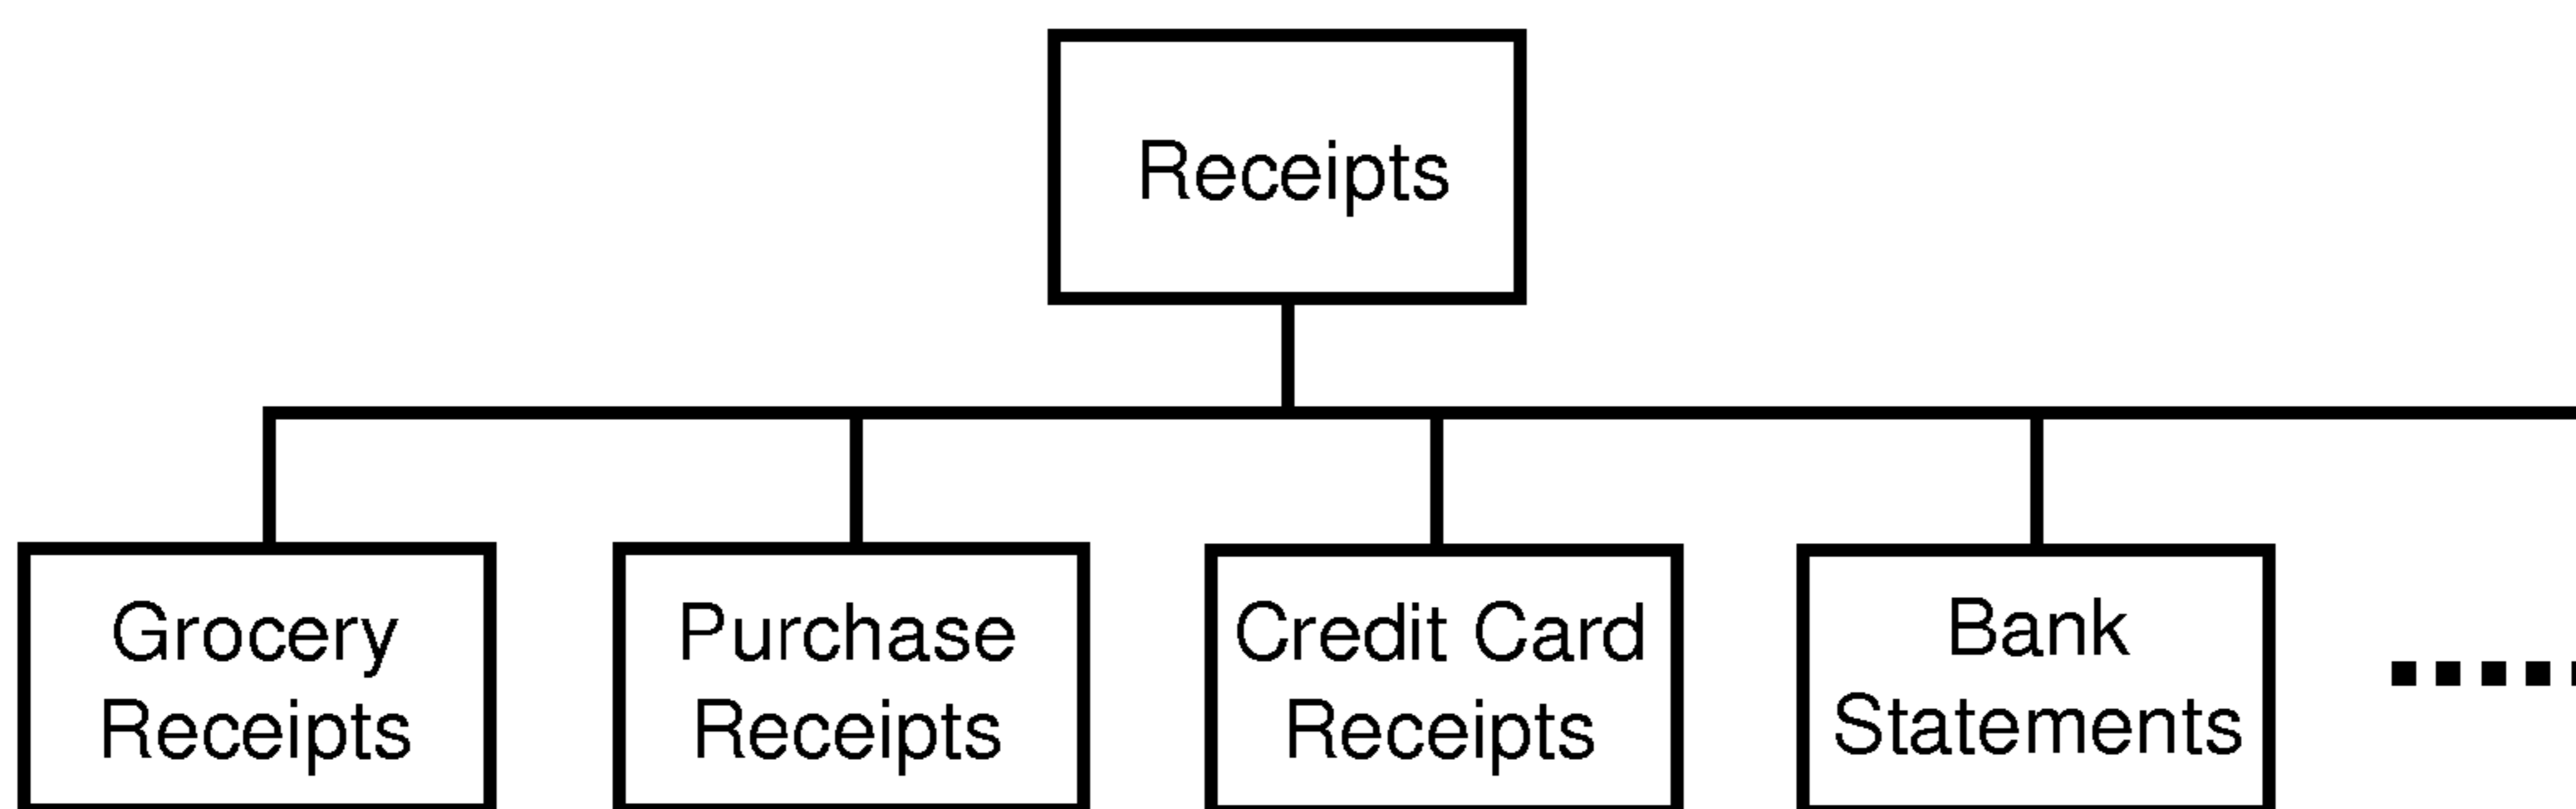 Receipts
Grocery
Receipts
Purchase
Receipts
Credit Card
Receipts
Bank
Statements